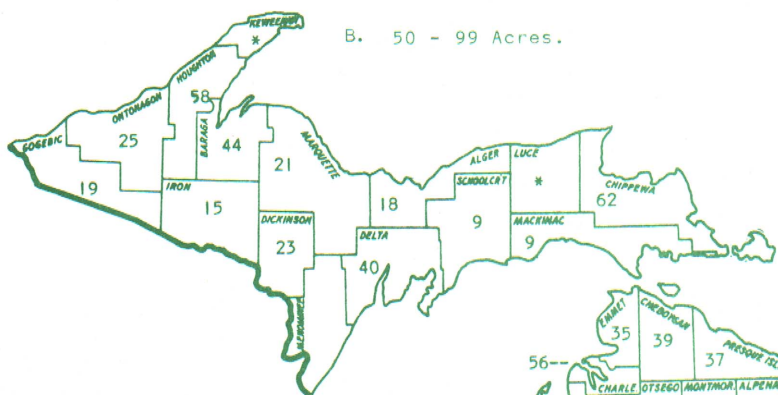 KEWEENAW
*
B. 50 - 99 Acres.
HOUGHTON
58
ONTONAGON
25
GOGEBIC
19
BARAGA
44
MARQUETTE
21
IRON
15
DICKINSON
23
MENOMINEE
ALGER
18
DELTA
40
SCHOOLCRT
9
LUCE
*
MACKINAC
9
CHIPPEWA
62
EMMET
35
CHEBOYGAN
39
PRESQUE ISL
37
56--
CHARLE.
OTSEGO
MONTMOR.
ALPENA